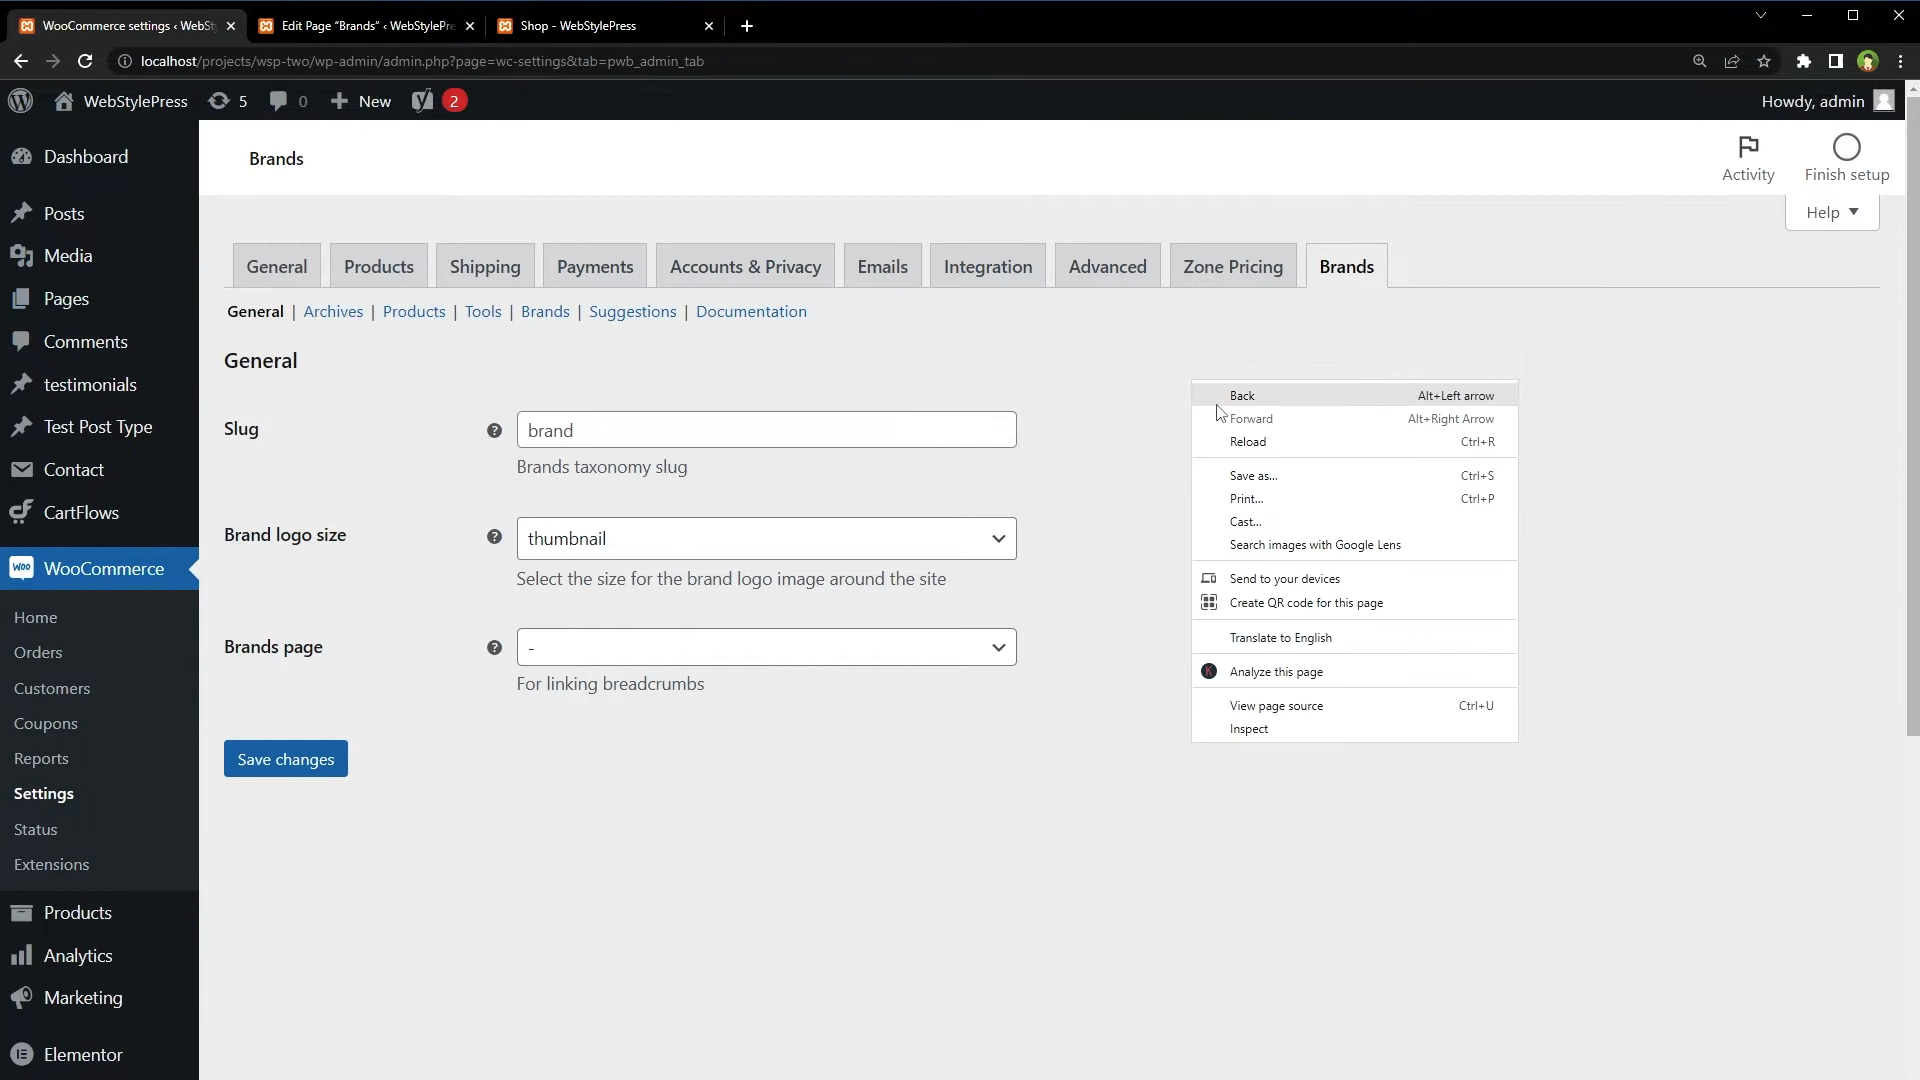 WooCommerce settings ‹ WebSt
Edit Page “Brands” ‹ WebStylePre
Shop - WebStylePress
localhost/projects/wsp-two/wp-admin/admin.php?page=wc-settings&tab=pwb_admin_tab
WebStylePress 5 0 New 2 Howdy, admin
Dashboard
Posts
Media
Pages
Comments
testimonials
Test Post Type
Contact
CartFlows
WooCommerce
Home
Orders
Customers
Coupons
Reports
Settings
Status
Extensions
Products
Analytics
Marketing
Elementor
Brands
Activity
Finish setup
Help
General Products Shipping Payments Accounts & Privacy Emails Integration Advanced Zone Pricing Brands
General | Archives | Products | Tools | Brands | Suggestions | Documentation
General
Slug
brand
Brands taxonomy slug
Brand logo size
thumbnail
Select the size for the brand logo image around the site
Brands page
-
For linking breadcrumbs
Save changes
Back Alt+Left arrow
Forward Alt+Right Arrow
Reload Ctrl+R
Save as... Ctrl+S
Print... Ctrl+P
Cast...
Search images with Google Lens
Send to your devices
Create QR code for this page
Translate to English
Analyze this page
View page source Ctrl+U
Inspect